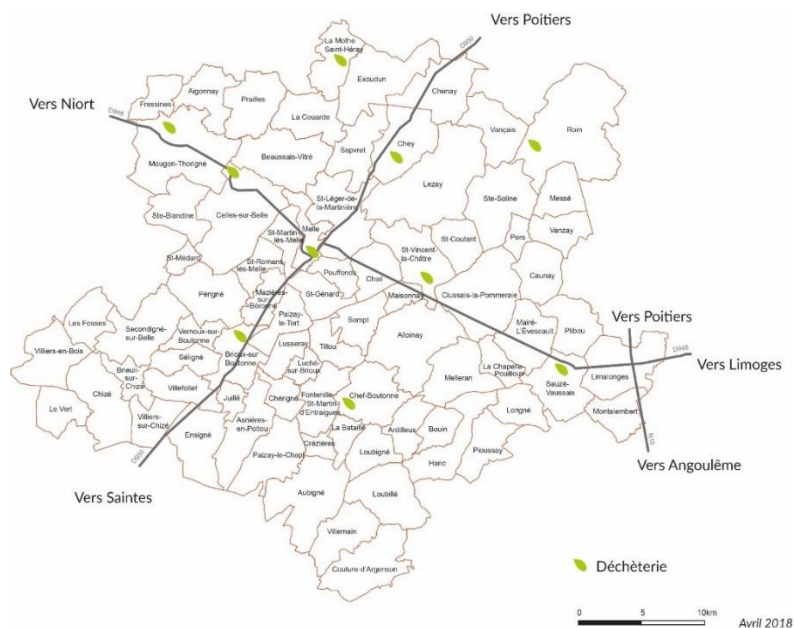 Vers Poitiers
D950
La Mothe
Saint-Héray
Exoudun
Chenay
Aigonnay
Fressines
Prailles
La Couarde
Vers Niort
D948
Mougon-Thorigné
Beaussais-Vitré
Sepvret
Chey
Vançais
Rom
Lezay
St-Léger-de
la-Martinière
Ste-Soline
Messé
Ste-Blandine
Celles-sur-Belle
Melle
St-Martin
-lès-Melle
St-Coutant
Pers
Vanzay
St-Vincent
-la-Châtre
St-Médard
St-Romans
lès-Melle
Pouffonds
Chail
Caunay
Périgné
Mazières-
sur-
Béronne
St-Génard
Maisonnay
Clussais-la-Pommeraie
Vers Poitiers
Les Fosses
Secondigné-
sur-Belle
Vernoux-sur-
Boutonne
Paizay-
le-Tort
Sompt
Alloinay
Mairé-
L'Évescault
Plibou
D948
Villiers-en-Bois
Séligné
Brioux-sur
Boutonne
Lusseray
Tillou
Vers Limoges
Brieuil-
sur-
Chizé
Villefollet
Luché-
sur-Brioux
Melleran
La Chapelle-
Pouilloux
Sauzé-
Vaussais
Limalonges
Chizé
Juillé
Chérigné
Fontenille-
St-Martin-
d'Entraigues
Chef-Boutonne
Le Vert
Villiers-
sur-Chizé
Asnières-
en-Poitou
Lorigné
Montalembert
Ensigné
La Bataille
Ardilleux
Bouin
Crézières
Pioussay
N10
Paizay-le-Chapt
Loubigné
Hanc
D950
Vers Angoulême
Vers Saintes
Aubigné
Loubillé
Villemain
Couture-d'Argenson
Déchèterie
0 5 10km
Avril 2018